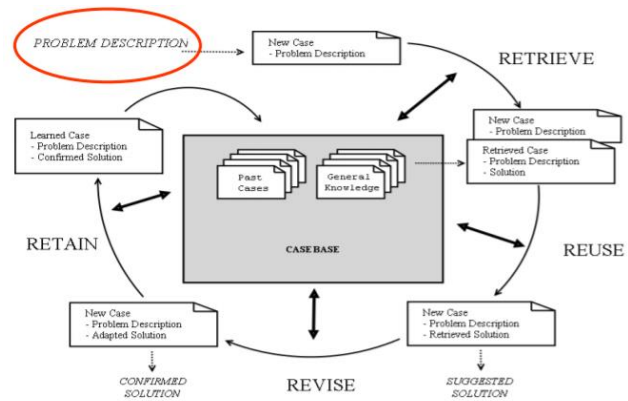 PROBLEM DESCRIPTION
New Case
- Problem Description
RETRIEVE
New Case
- Problem Description
Retrieved Case
- Problem Description
- Solution
Learned Case
- Problem Description
- Confirmed Solution
Past
Cases
General
Knowledge
CASE BASE
RETAIN
REUSE
New Case
- Problem Description
- Adapted Solution
New Case
- Problem Description
- Retrieved Solution
CONFIRMED
SOLUTION
REVISE
SUGGESTED
SOLUTION